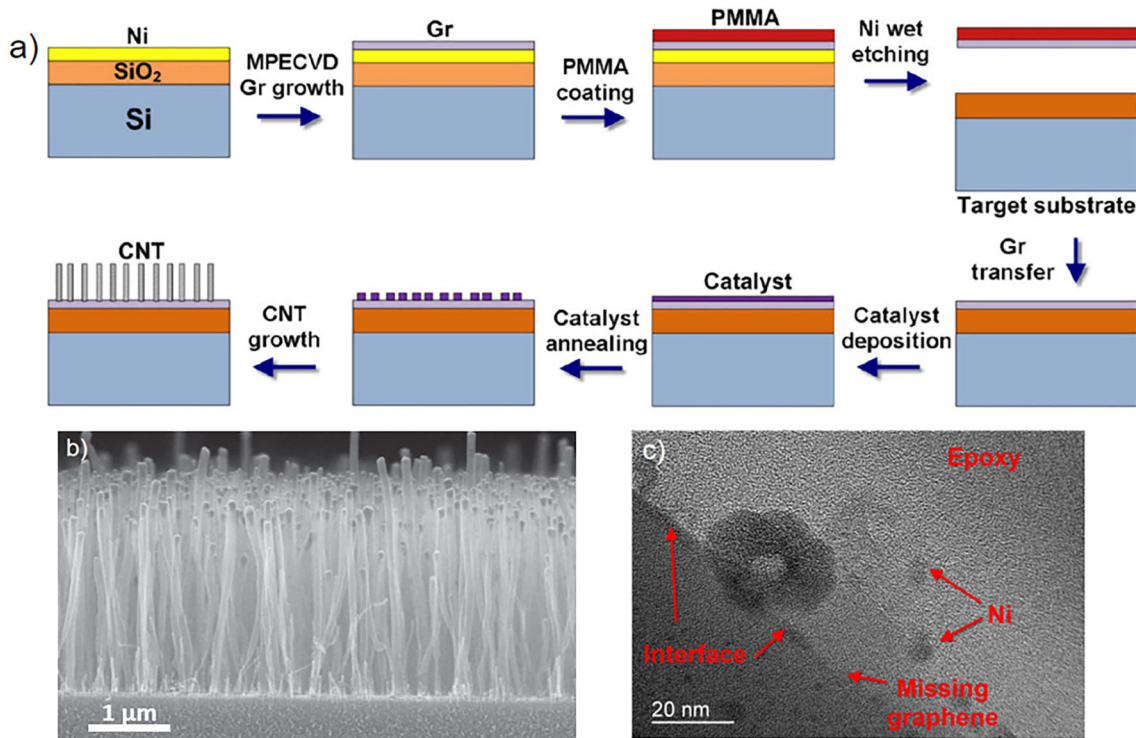 a)
Ni
SiO2
Si
MPECVD
Gr growth
Gr
PMMA
coating
PMMA
Ni wet
etching
Target substrate
Gr
transfer
Catalyst
deposition
Catalyst
Catalyst
annealing
CNT
growth
CNT
b)
1 µm
c)
Epoxy
Ni
Interface
Missing
graphene
20 nm